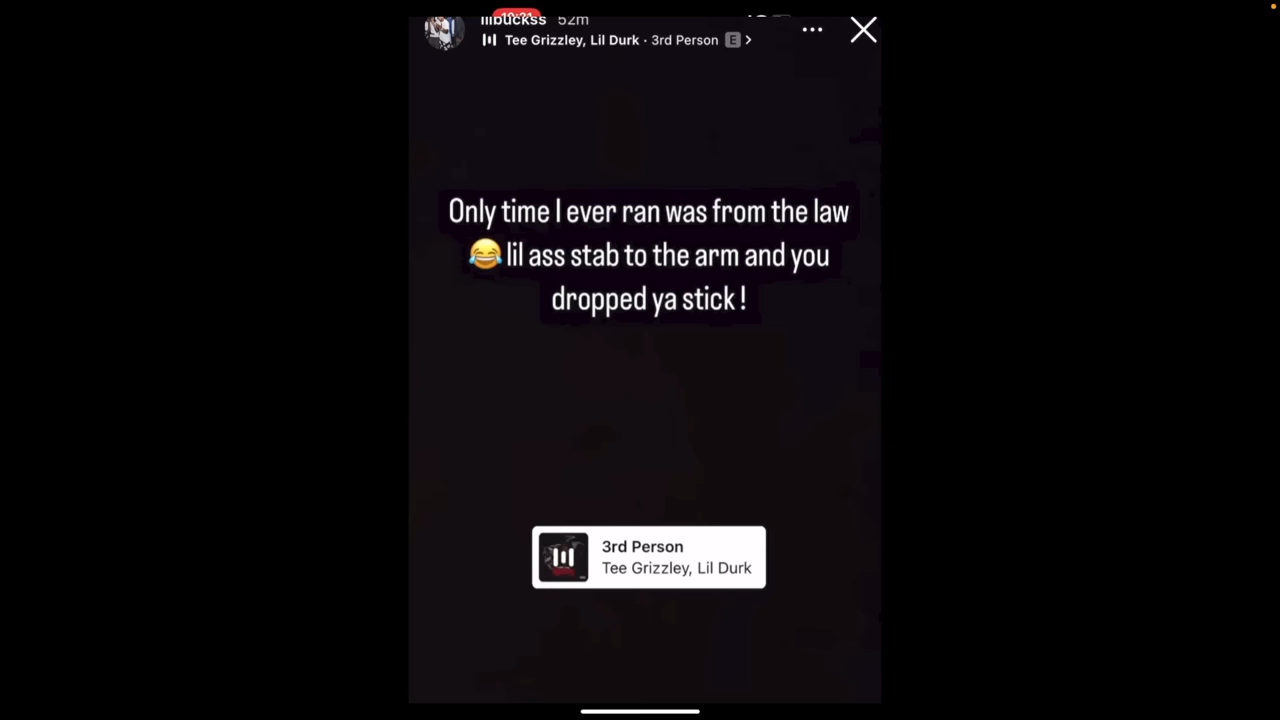 52m
Tee Grizzley, Lil Durk · 3rd Person E >
Only time I ever ran was from the law
😂 lil ass stab to the arm and you
dropped ya stick !
3rd Person
Tee Grizzley, Lil Durk